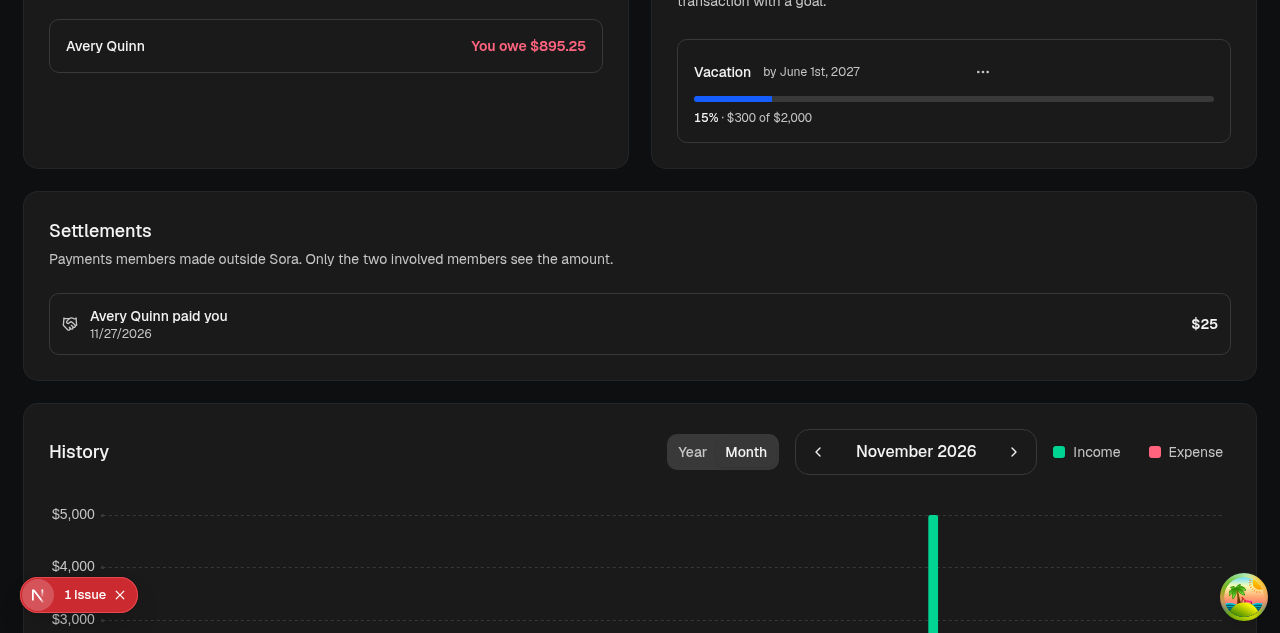 transaction with a goal.
Avery Quinn
You owe $895.25
Vacation by June 1st, 2027
15% · $300 of $2,000
Settlements
Payments members made outside Sora. Only the two involved members see the amount.
Avery Quinn paid you
11/27/2026
$25
History
Year Month
November 2026
Income
Expense
$5,000
$4,000
$3,000
N 1 Issue